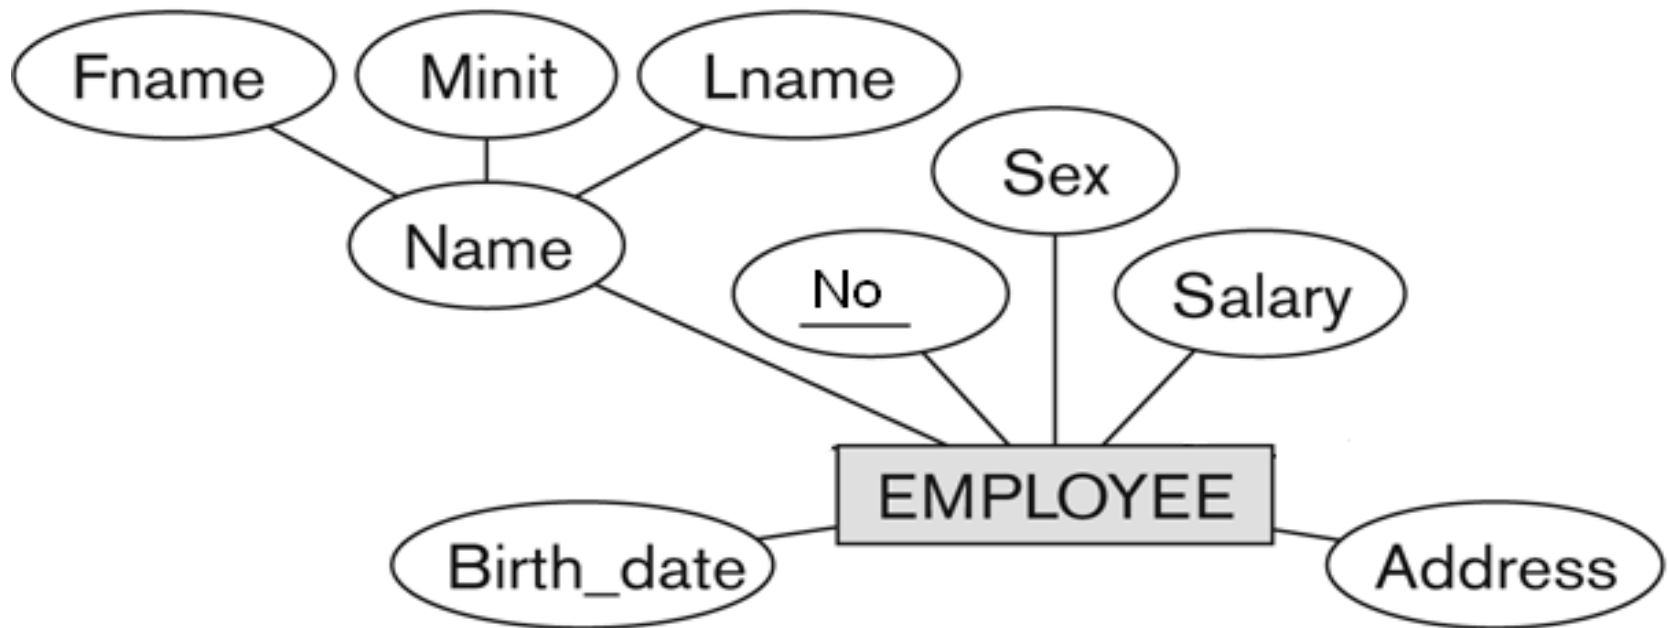 Fname
Minit
Lname
Sex
Name
No
Salary
EMPLOYEE
Birth_date
Address